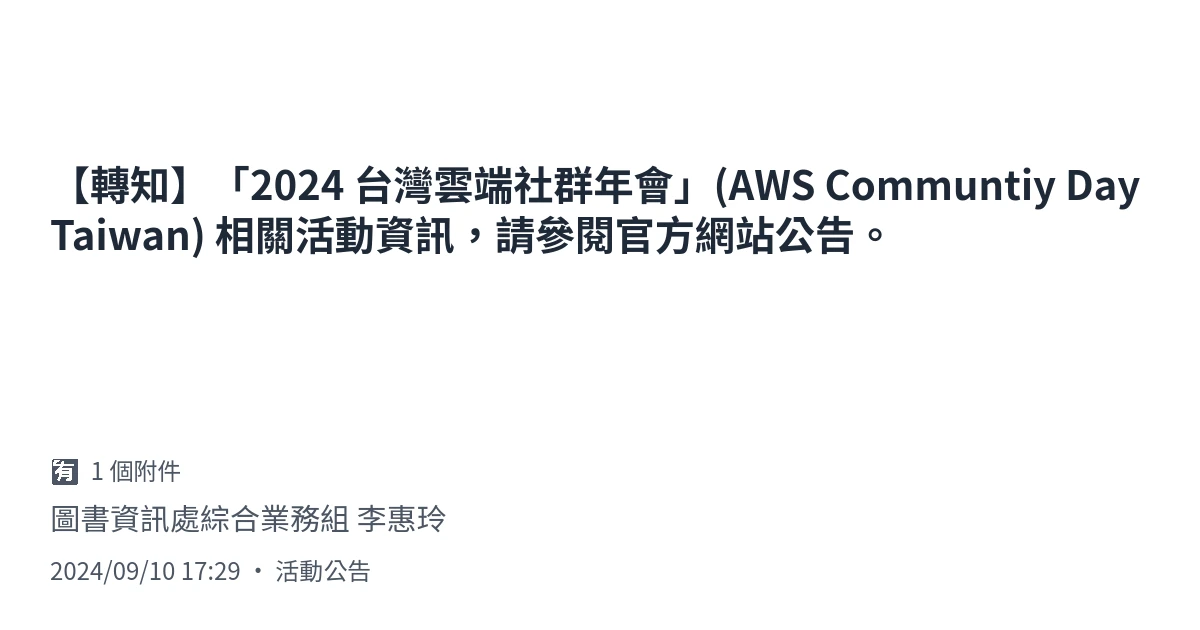 【轉知】「2024 台灣雲端社群年會」(AWS Communtiy Day
Taiwan) 相關活動資訊，請參閱官方網站公告。
🈶 1 個附件
圖書資訊處綜合業務組 李惠玲
2024/09/10 17:29 • 活動公告